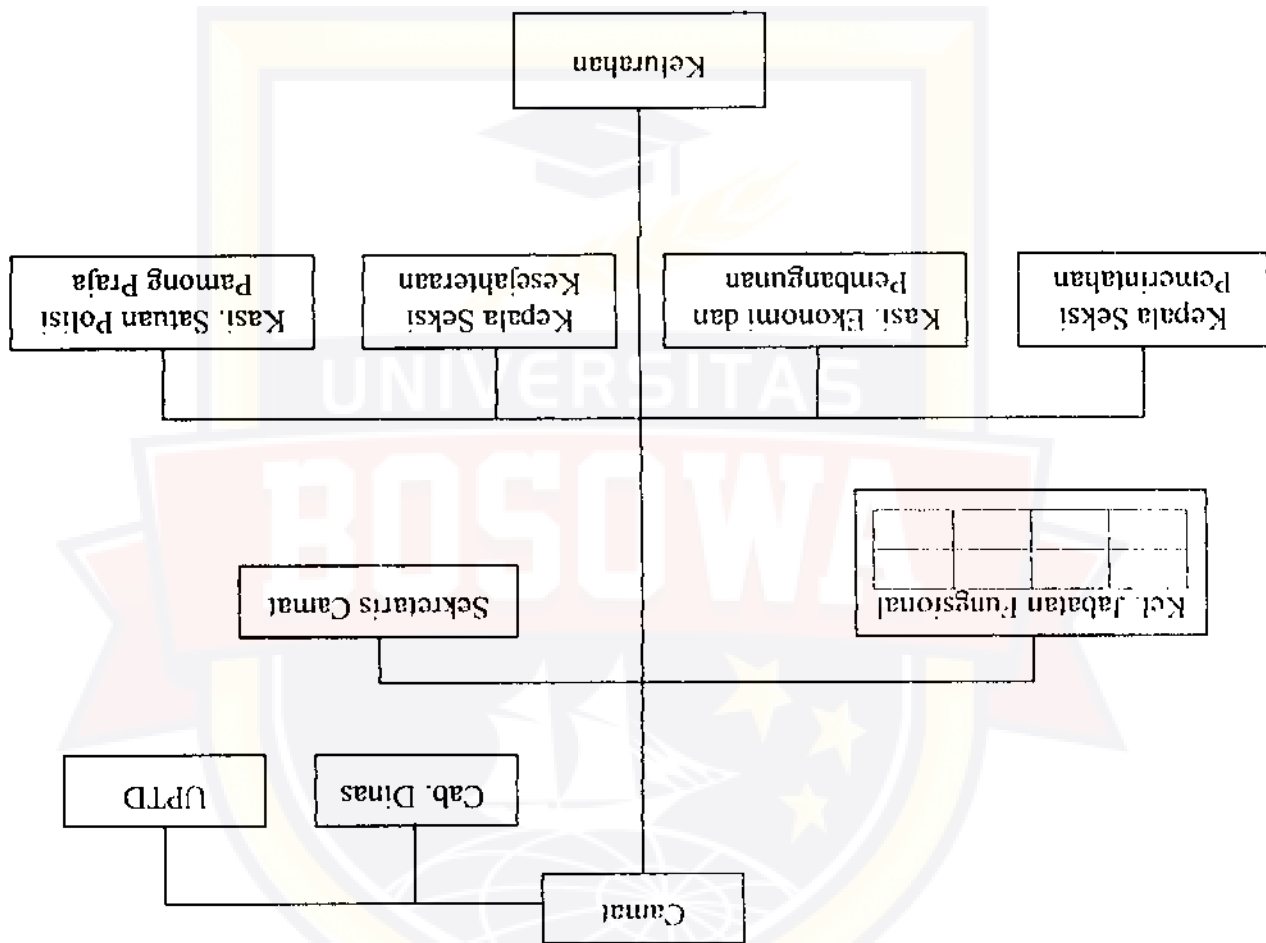 Camat
Cab. Dinas
UPTD
Kel. Jabatan Fungsional
Sekretaris Camat
Kepala Seksi
Pemerintahan
Kasi. Ekonomi dan
Pembangunan
Kepala Seksi
Kesejahteraan
Kasi. Satuan Polisi
Pamong Praja
Kelurahan
UNIVERSITAS
BOSOWA